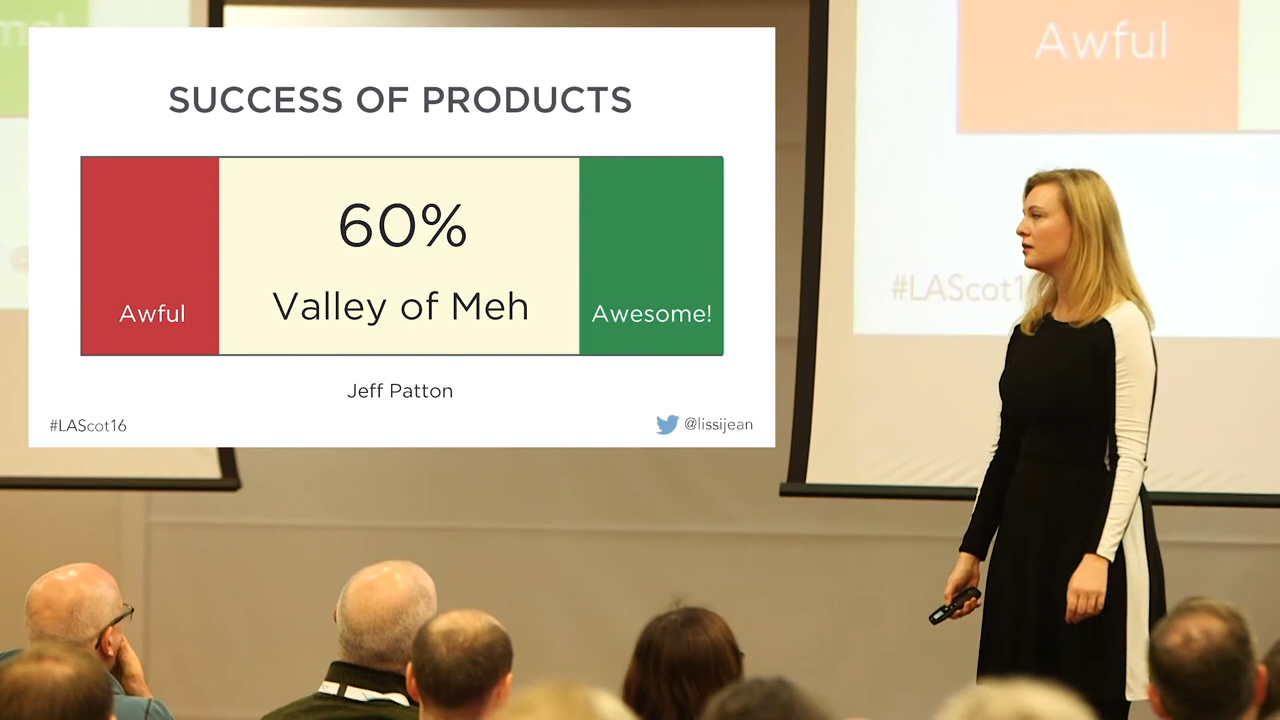 SUCCESS OF PRODUCTS
60%
Valley of Meh
Awful
Awesome!
Jeff Patton
#LAScot16
@lissijean
Awful
#LAScot1